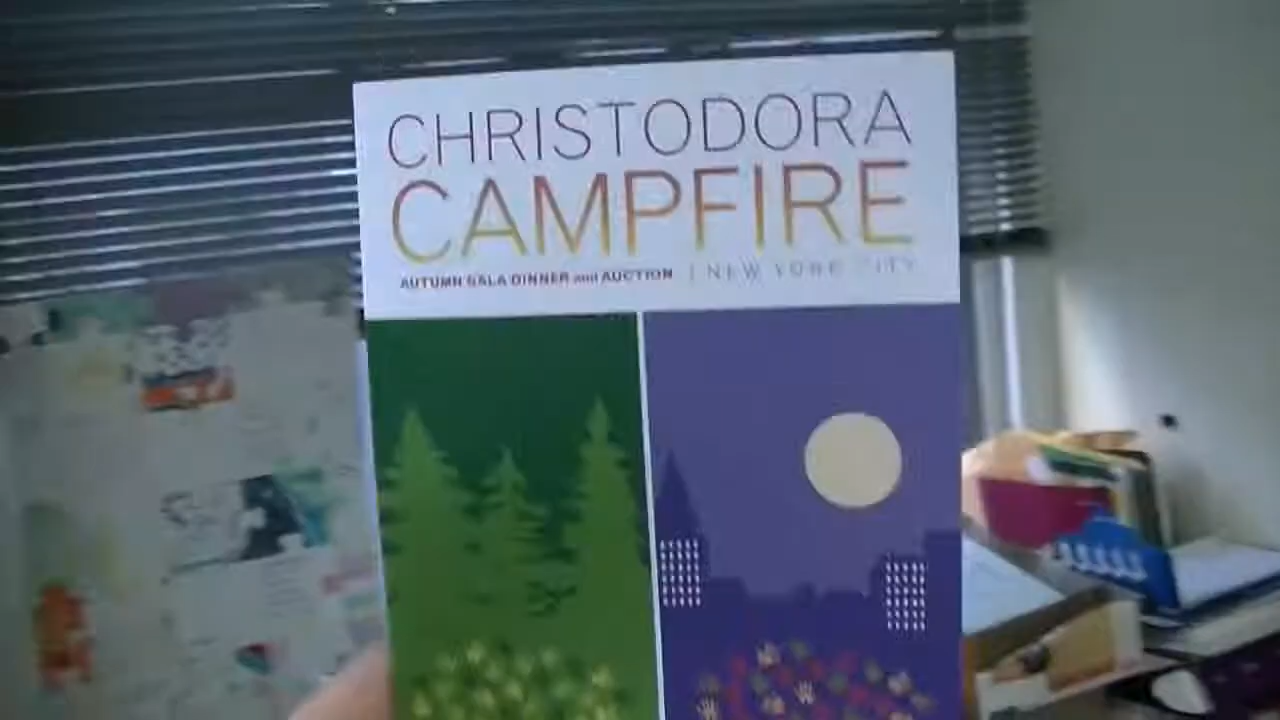 CHRISTODORA
CAMPFIRE
AUTUMN GALA DINNER and AUCTION | NEW YORK CITY